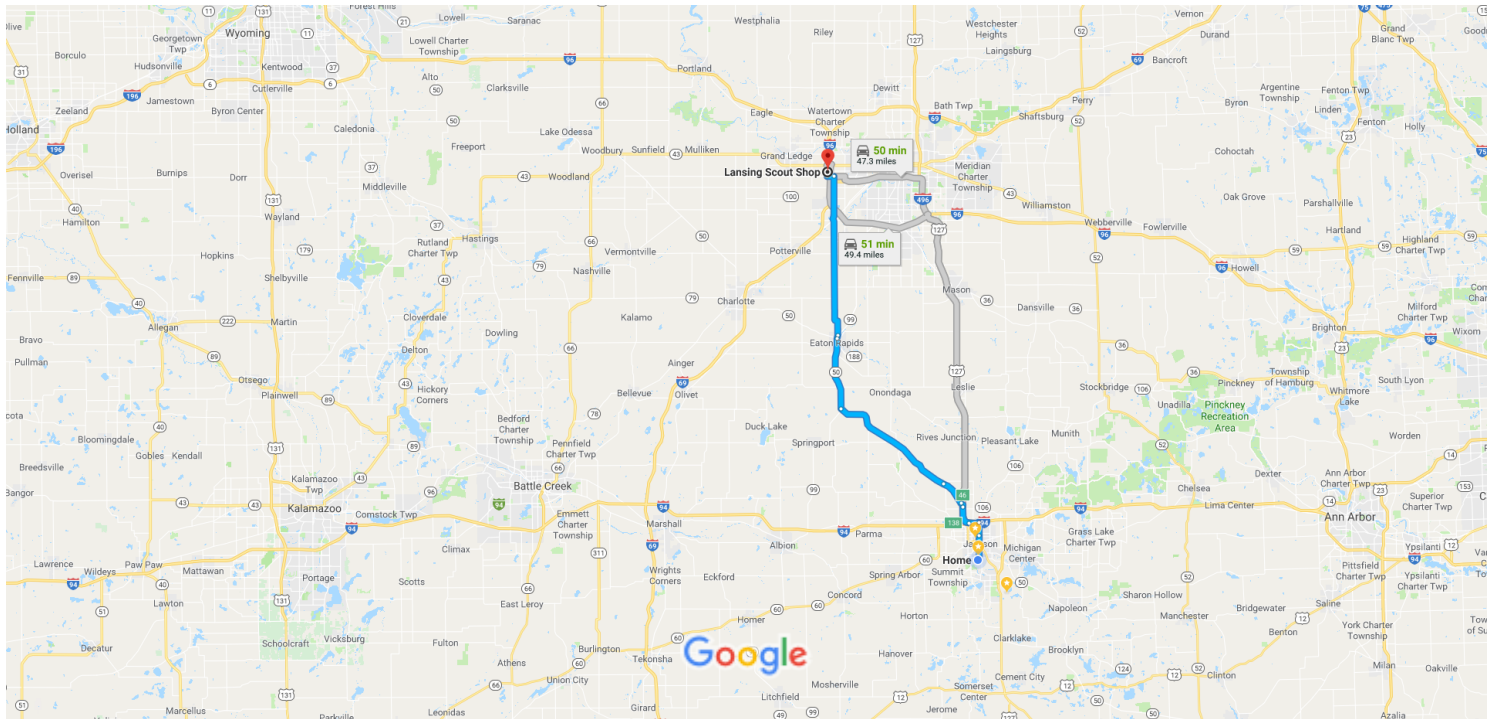 Forest Hills
Lowell
Saranac
Westphalia
Riley
Westchester
Heights
Vernon
Durand
Grand
Blanc Twp
Georgetown
Twp
Wyoming
Lowell Charter
Township
Laingsburg
Bancroft
Borculo
Hudsonville
Kentwood
Cutlerville
Alto
Clarksville
Portland
Dewitt
Bath Twp
Perry
Shaftsburg
Argentine
Township
Fenton Twp
Linden
Zeeland
Jamestown
Byron Center
Eagle
Watertown
Charter
Township
Byron
Fenton
Holly
Holland
Caledonia
Lake Odessa
Freeport
Woodbury
Sunfield
Mulliken
Grand Ledge
50 min
47.3 miles
Cohoctah
Overisel
Burnips
Dorr
Middleville
Woodland
Lansing Scout Shop
Meridian
Charter
Township
Oak Grove
Parshallville
Hamilton
Wayland
Hastings
Williamston
Webberville
Fowlerville
Hartland
Hopkins
Rutland
Charter Twp
Vermontville
Potterville
51 min
49.4 miles
Highland
Charter Twp
Fennville
Shelbyville
Nashville
Howell
Charlotte
Mason
Dansville
Milford
Charter Twp
Allegan
Martin
Cloverdale
Dowling
Kalamo
Eaton Rapids
Brighton
Wixom
Bravo
Pullman
Delton
Ainger
Otsego
Plainwell
Hickory
Corners
Bellevue
Olivet
Onondaga
Leslie
Stockbridge
Pinckney
Township
of Hamburg
Whitmore
Lake
South Lyon
Unadilla
Pinckney
Recreation
Area
Bedford
Charter
Township
Duck Lake
Springport
Rives Junction
Pleasant Lake
Munith
Worden
Bloomingdale
Gobles
Kendall
Pennfield
Charter Twp
Breedsville
Bangor
Kalamazoo
Twp
Kalamazoo
Comstock Twp
Battle Creek
Dexter
Chelsea
Lima Center
Ann Arbor
Charter Twp
Superior
Charter
Twp
Ann Arbor
Emmett
Charter
Township
Marshall
Albion
Parma
Jackson
Michigan
Center
Grass Lake
Charter Twp
Climax
Home
Ypsilanti
Lawrence
Wildeys
Paw Paw
Mattawan
Portage
Scotts
Wrights
Corners
Eckford
Spring Arbor
Summit
Township
Concord
Pittsfield
Charter Twp
Ypsilanti
Charter Twp
Lawton
East Leroy
Homer
Horton
Napoleon
Sharon Hollow
Manchester
Bridgewater
Saline
Benton
York Charter
Township
Schoolcraft
Vicksburg
Fulton
Clarklake
Decatur
Athens
Burlington
Tekonsha
Google
Hanover
Brooklyn
Union City
Mosherville
Cement City
Clinton
Milan
Oakville
Litchfield
Somerset
Center
Marcellus
Parkville
Leonidas
Girard
Jerome
Azalia